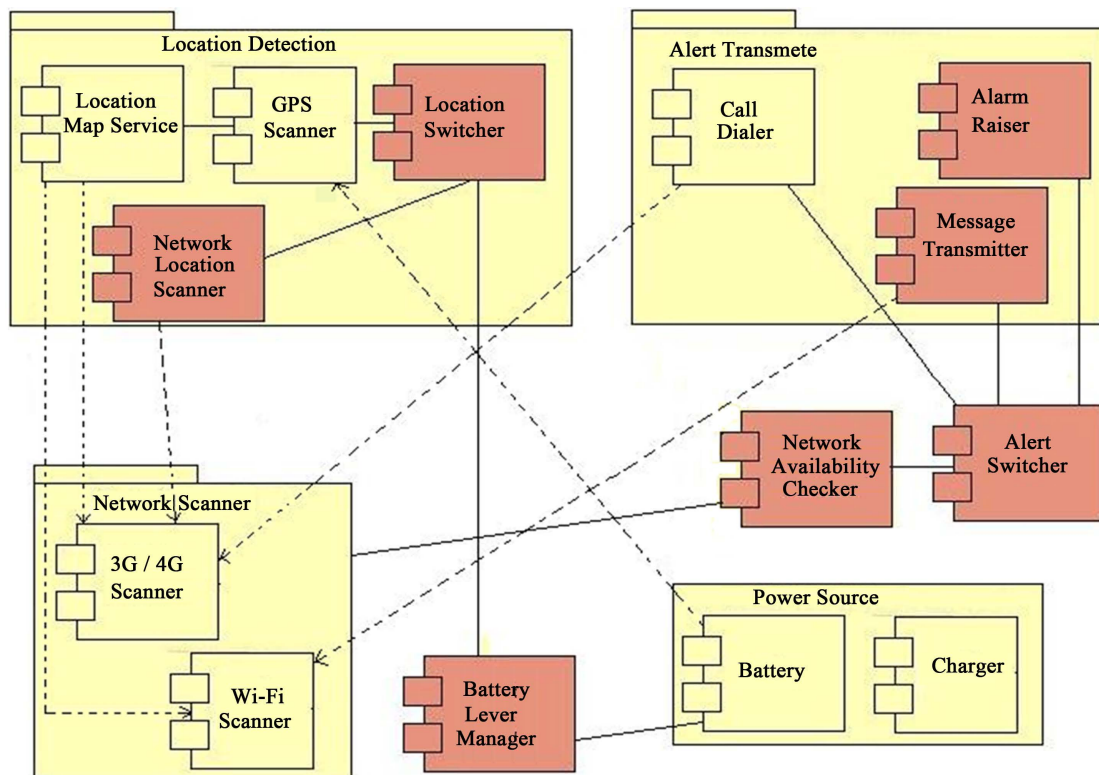 Location Detection
Location
Map Service
GPS
Scanner
Location
Switcher
Network
Location
Scanner
Alert Transmete
Call
Dialer
Alarm
Raiser
Message
Transmitter
Network
Availability
Checker
Alert
Switcher
Network Scanner
3G / 4G
Scanner
Wi-Fi
Scanner
Battery
Lever
Manager
Power Source
Battery
Charger